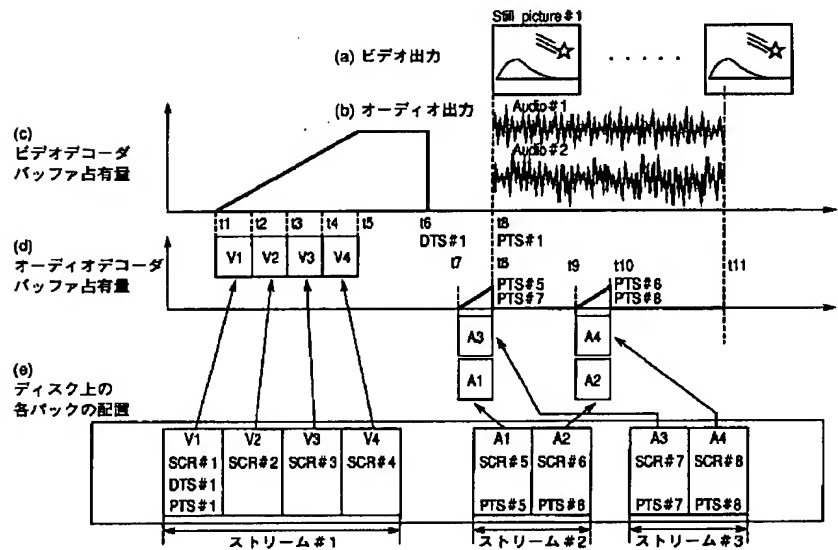 Still picture#1
(a) ビデオ出力
(b) オーディオ出力
Audio#1
Audio#2
(c)
ビデオデコーダ
バッファ占有量
t1 t2 t3 t4 t5 t6 t8
DTS#1 PTS#1
V1 V2 V3 V4
(d)
オーディオデコーダ
バッファ占有量
t7 t8 t9 t10 t11
PTS#5 PTS#6
PTS#7 PTS#8
A3 A4
A1 A2
(e)
ディスク上の
各パックの配置
V1 V2 V3 V4 A1 A2 A3 A4
SCR#1 SCR#2 SCR#3 SCR#4 SCR#5 SCR#6 SCR#7 SCR#8
DTS#1
PTS#1 PTS#5 PTS#8 PTS#7 PTS#8
ストリーム#1 ストリーム#2 ストリーム#3